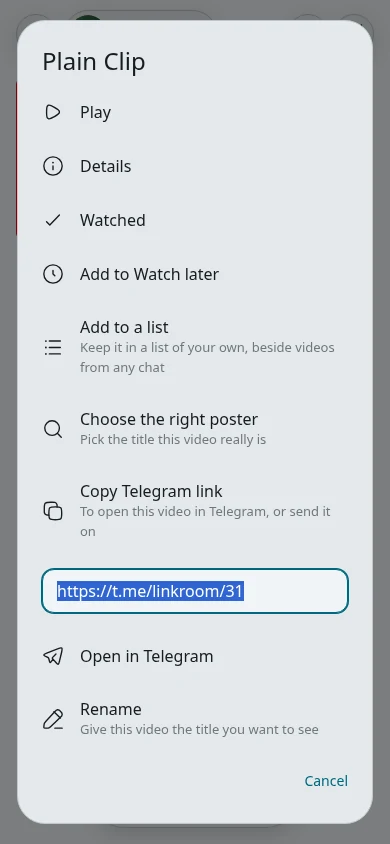 Plain Clip
Play
Details
Watched
Add to Watch later
Add to a list
Keep it in a list of your own, beside videos
from any chat
Choose the right poster
Pick the title this video really is
Copy Telegram link
To open this video in Telegram, or send it
on
https://t.me/linkroom/31
Open in Telegram
Rename
Give this video the title you want to see
Cancel